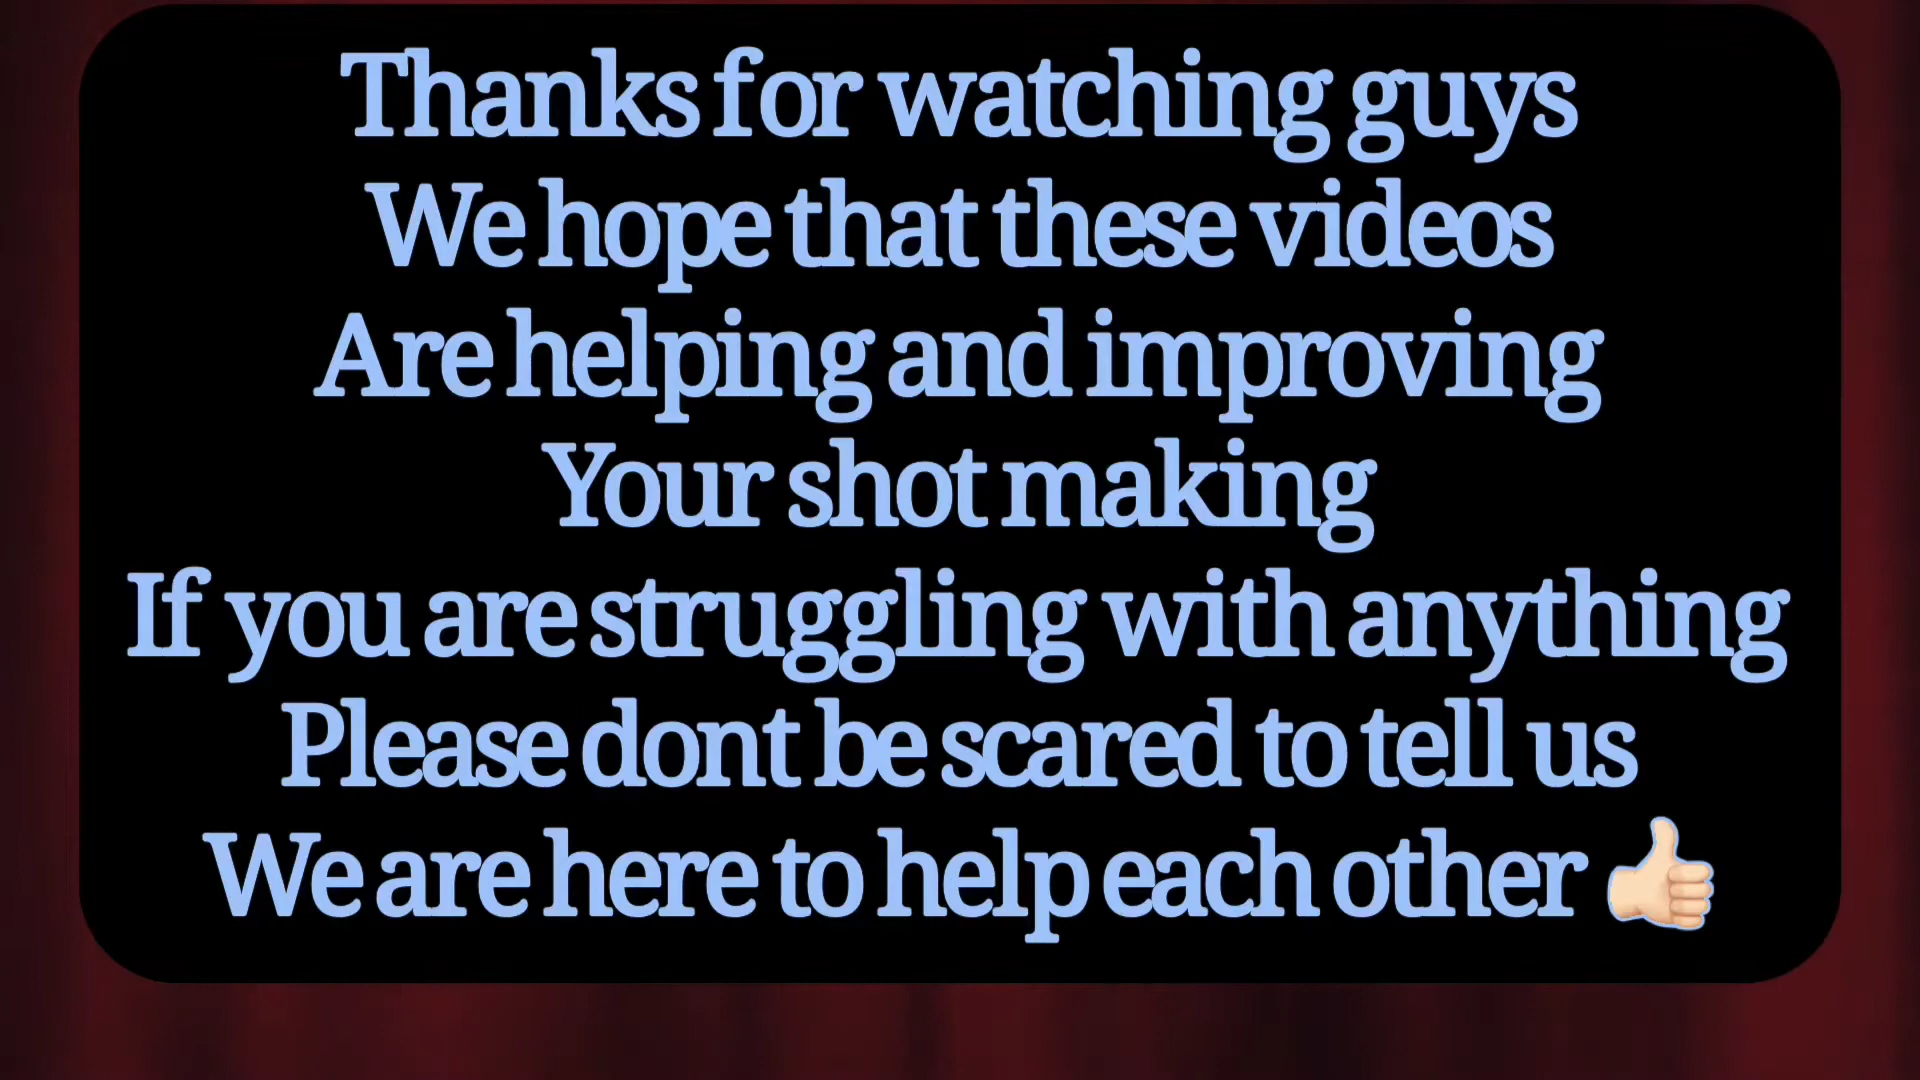 Thanks for watching guys
We hope that these videos
Are helping and improving
Your shot making
If you are struggling with anything
Please dont be scared to tell us
We are here to help each other 👍🏻